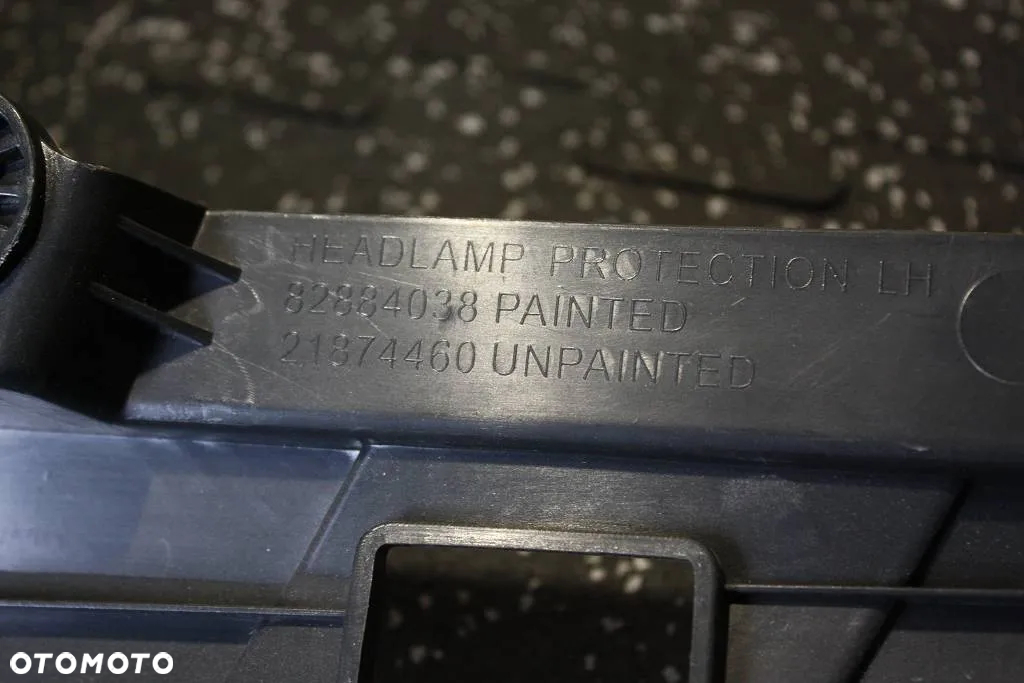 HEADLAMP PROTECTION LH
82884038 PAINTED
21874460 UNPAINTED
OTOMOTO